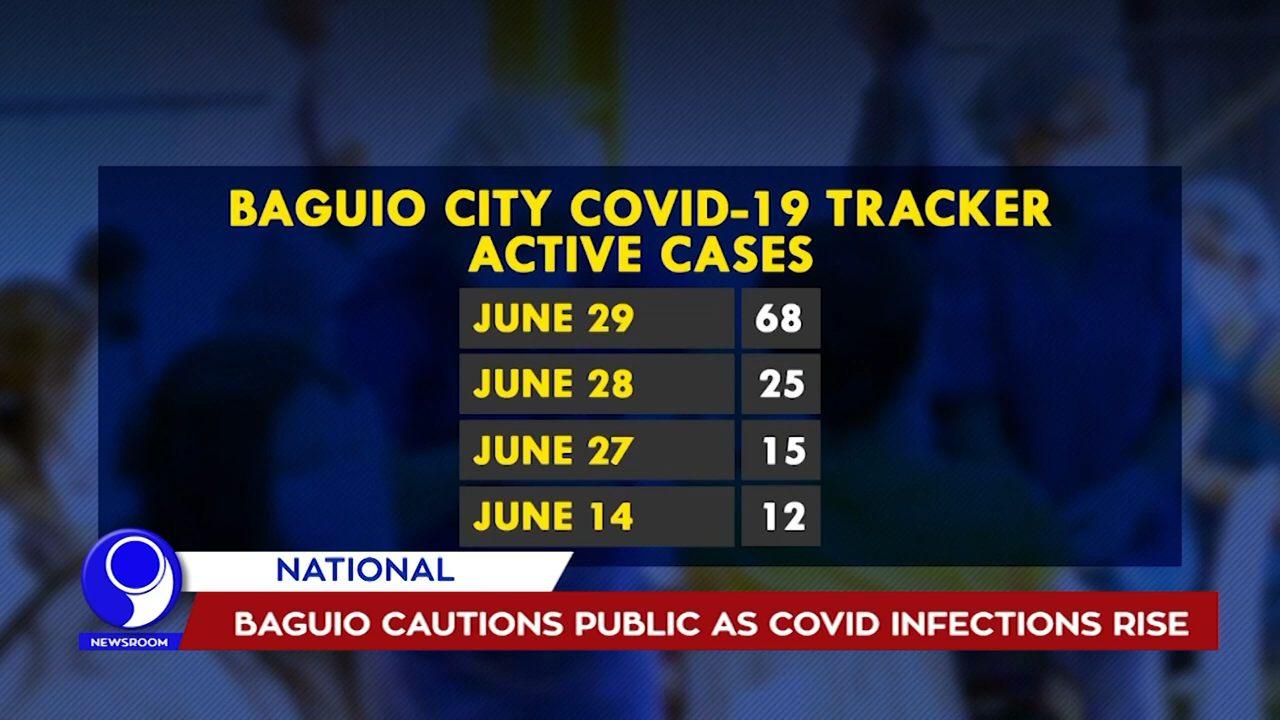 BAGUIO CITY COVID-19 TRACKER
ACTIVE CASES
JUNE 29 68
JUNE 28 25
JUNE 27 15
JUNE 14 12
NATIONAL
9
NEWSROOM
BAGUIO CAUTIONS PUBLIC AS COVID INFECTIONS RISE